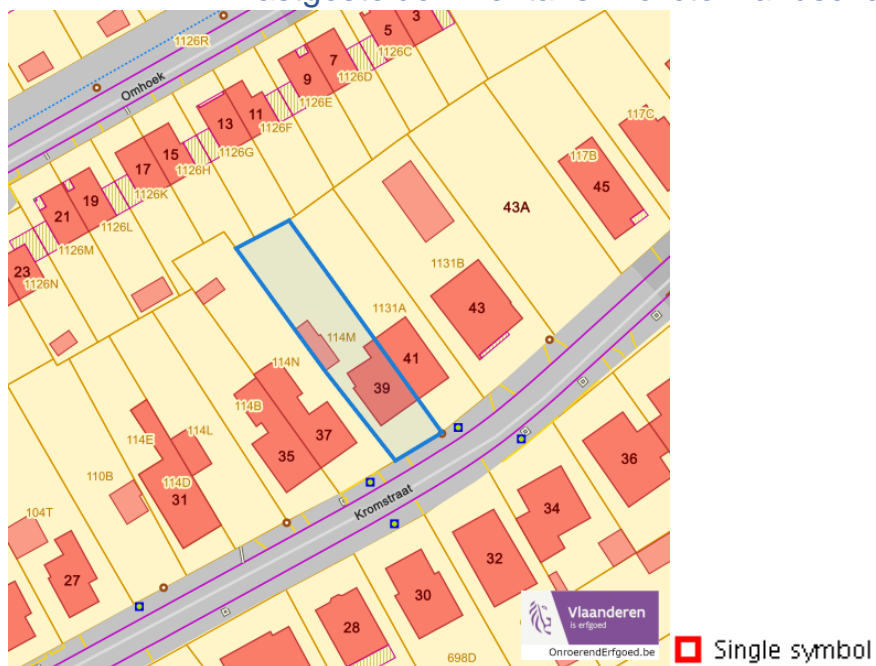 1126R
5
3
1126C
7
9
1126D
Omhoek
1126E
13
11
1126F
117C
17
15
1126G
1126H
117B
21
19
1126K
45
43A
1126L
1126M
23
1126N
1131B
1131A
43
114M
41
114N
39
114B
37
114E
114L
35
36
110B
114D
31
Kromstraat
34
104T
32
27
30
28
698D
Vlaanderen
is erfgoed
OnroerendErfgoed.be
Single symbol